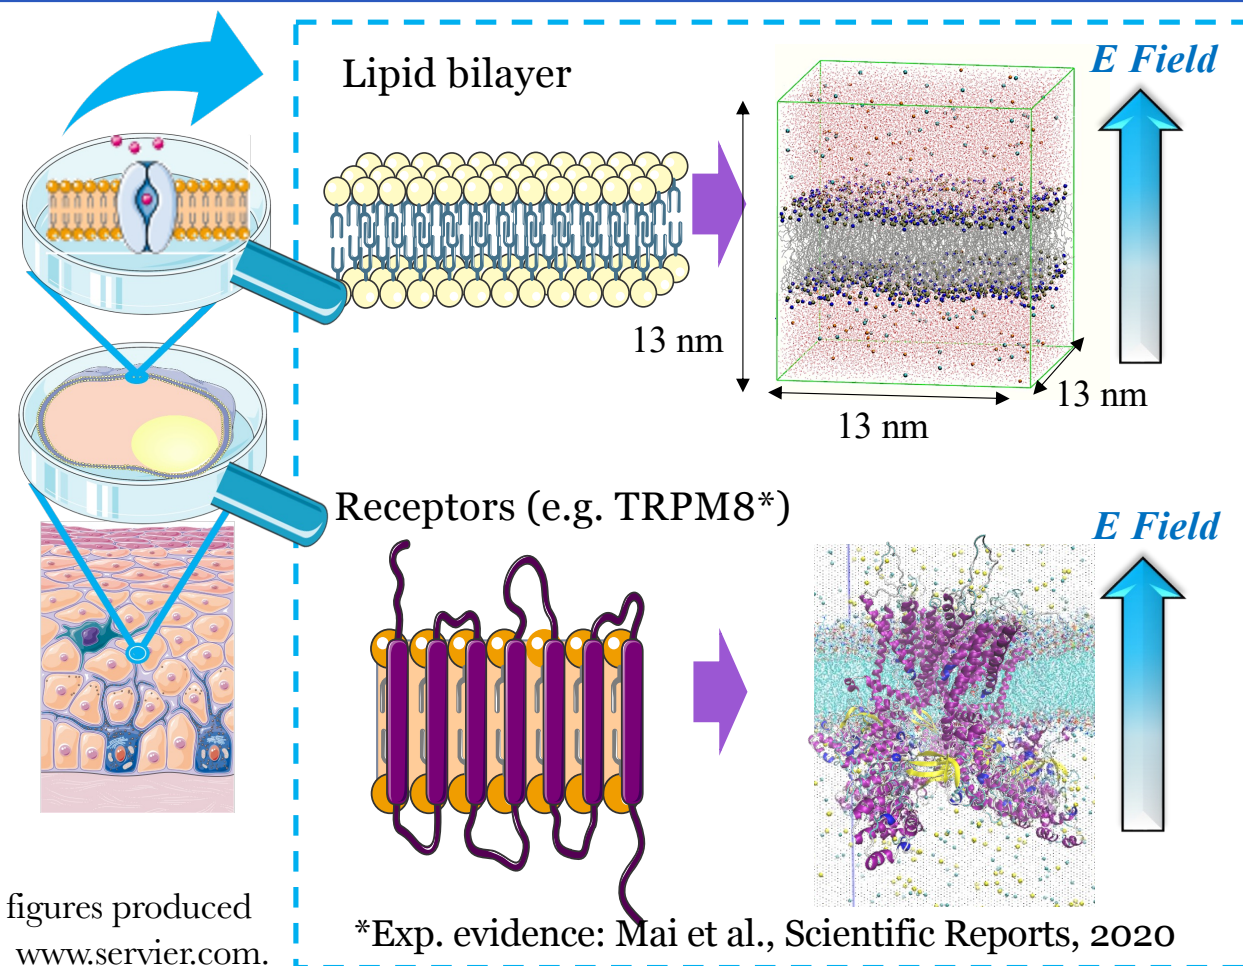 Lipid bilayer
E Field
13 nm
13 nm
13 nm
Receptors (e.g. TRPM8*)
E Field
figures produced
www.servier.com.
*Exp. evidence: Mai et al., Scientific Reports, 2020